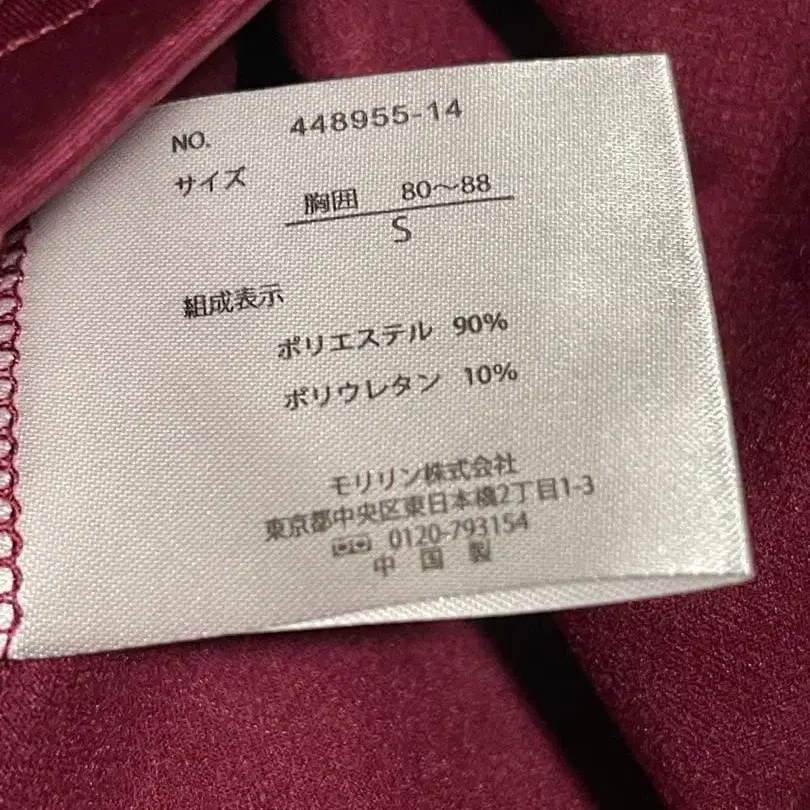 NO. 448955-14
サイズ
胸囲 80〜88
S
組成表示
ポリエステル 90%
ポリウレタン 10%
モリリン株式会社
東京都中央区東日本橋2丁目1-3
0120-793154
中国製